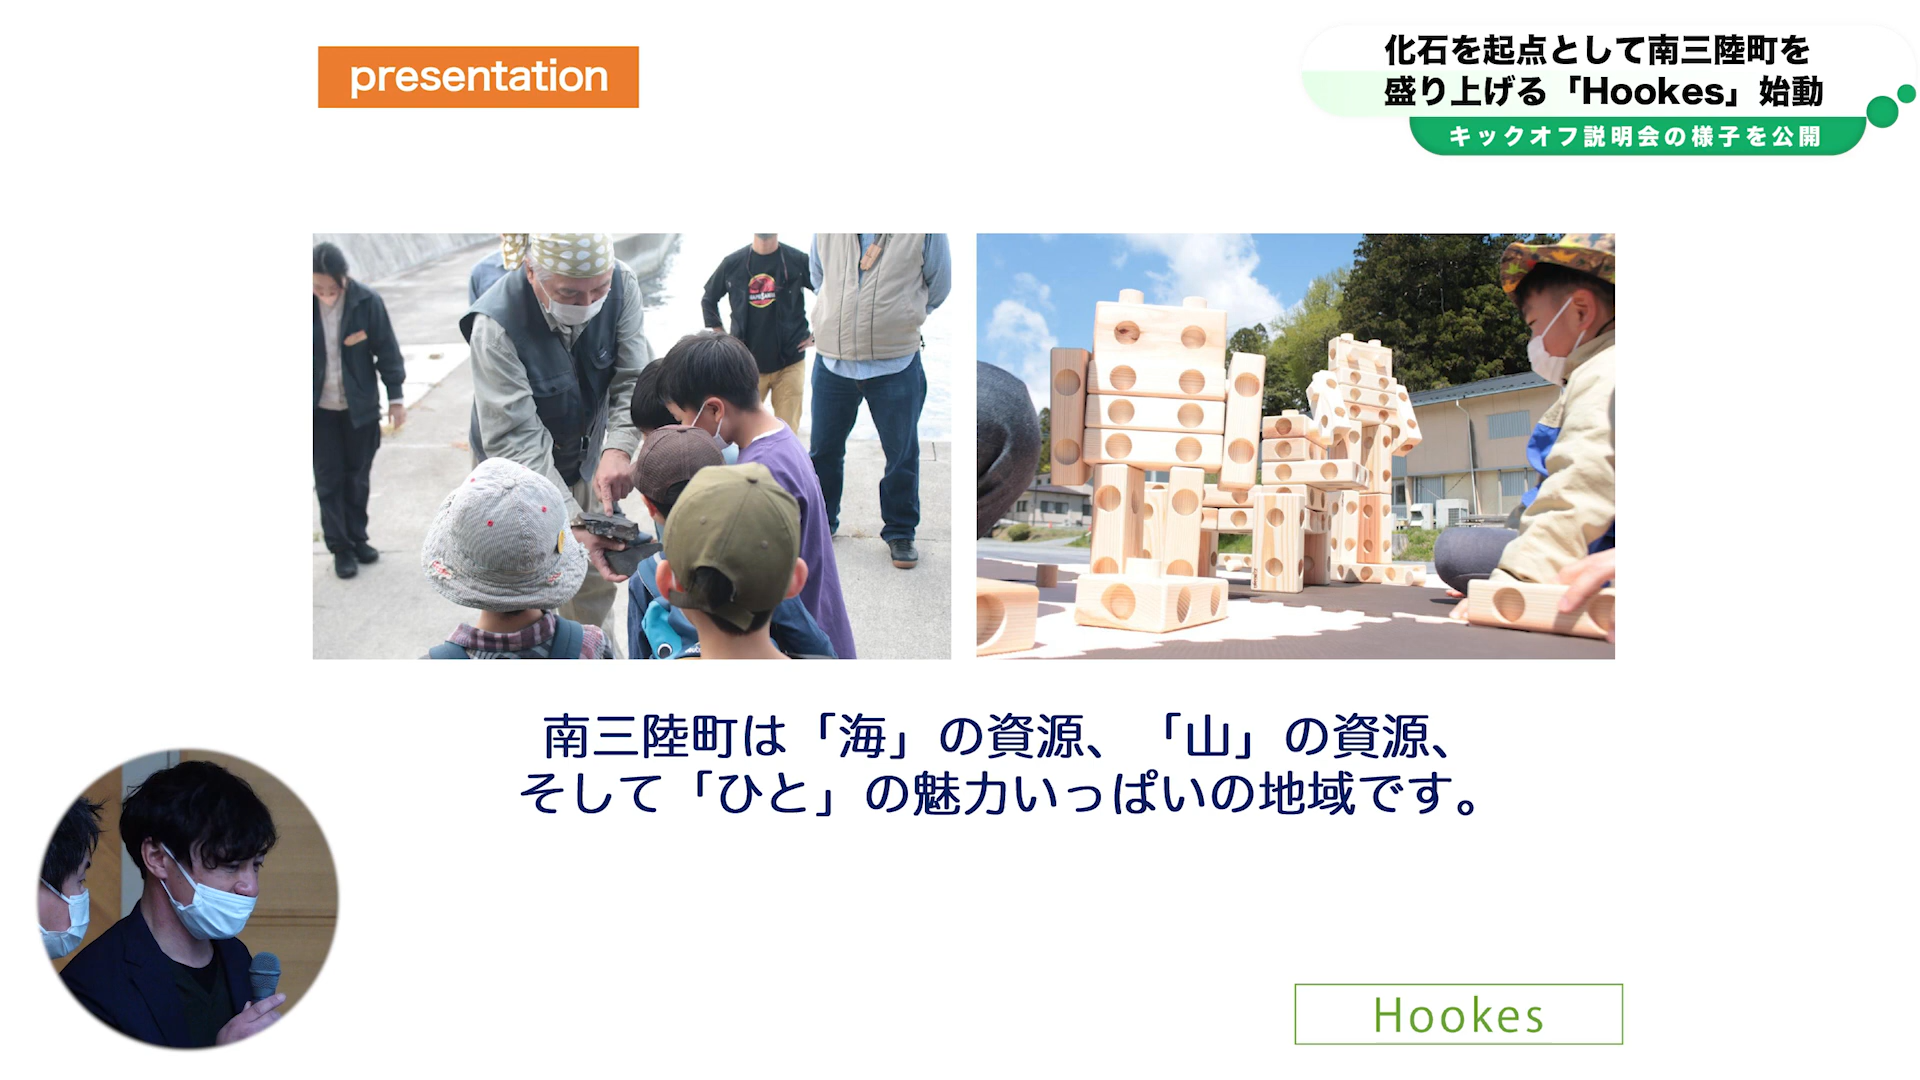 presentation
化石を起点として南三陸町を
盛り上げる「Hookes」始動
キックオフ説明会の様子を公開
南三陸町は「海」の資源、「山」の資源、
そして「ひと」の魅力いっぱいの地域です。
Hookes